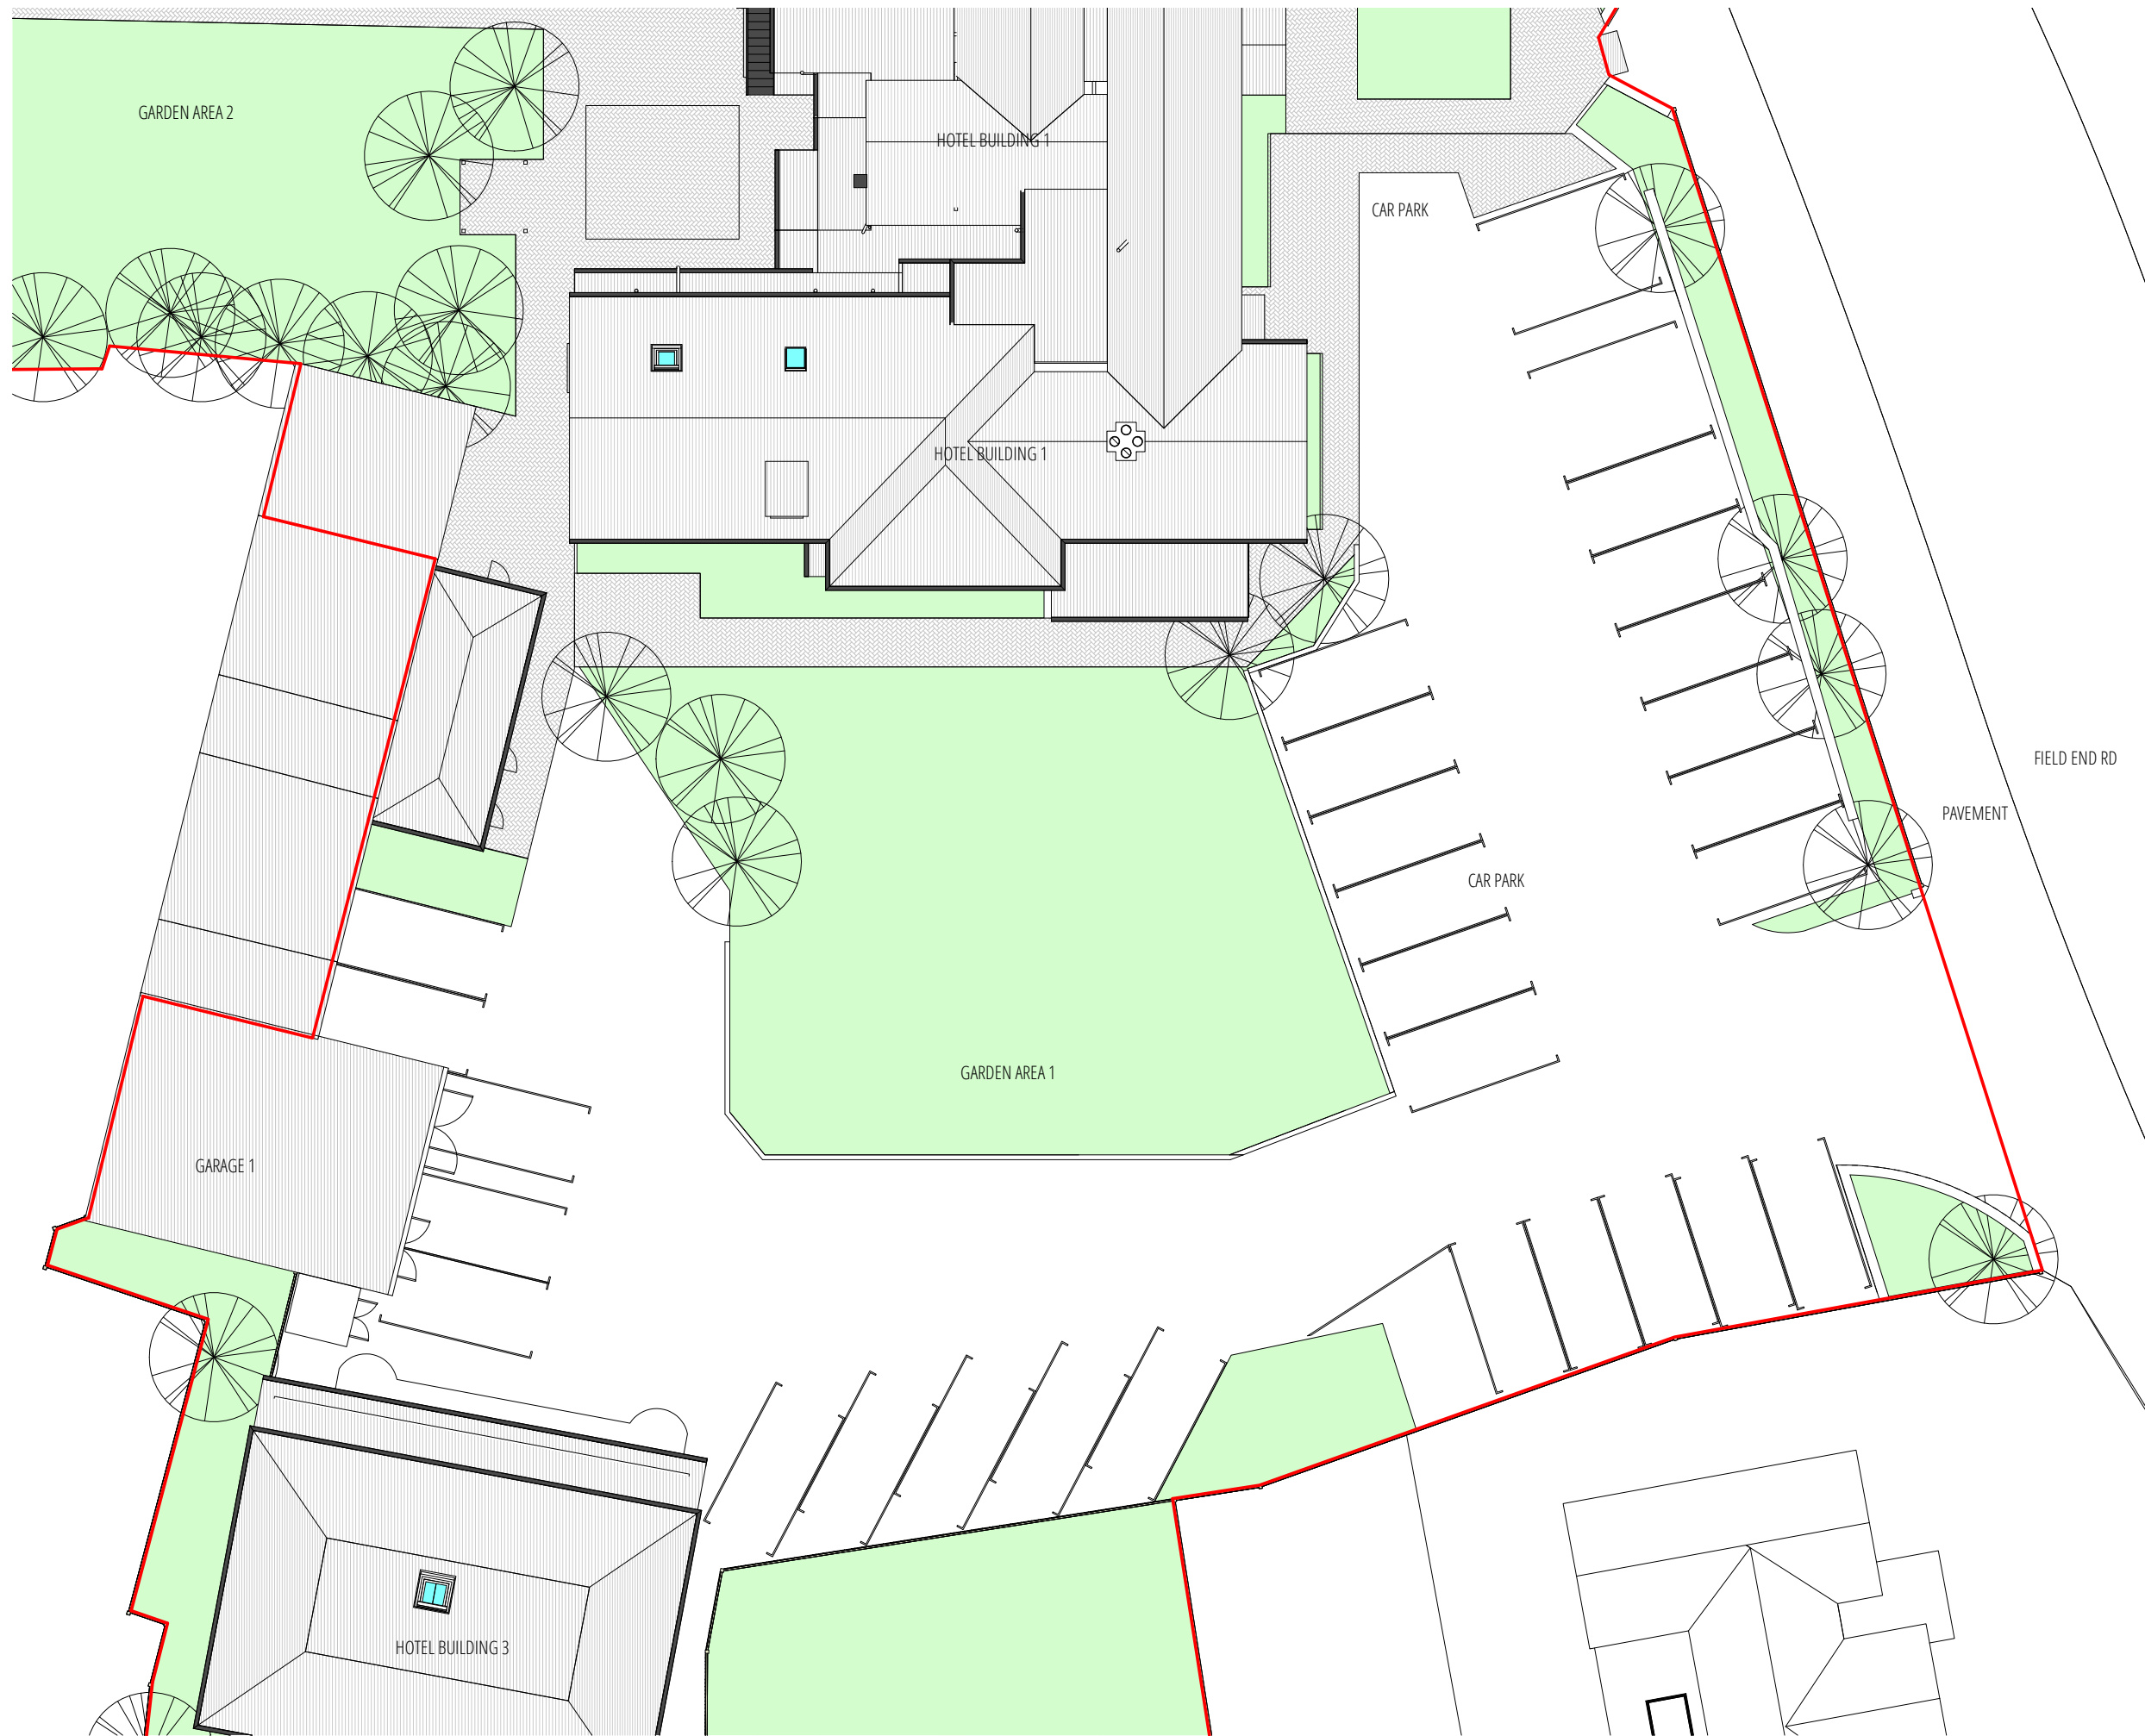 GARDEN AREA 2
HOTEL BUILDING 1
CAR PARK
HOTEL BUILDING 1
FIELD END RD
PAVEMENT
CAR PARK
GARDEN AREA 1
GARAGE 1
HOTEL BUILDING 3